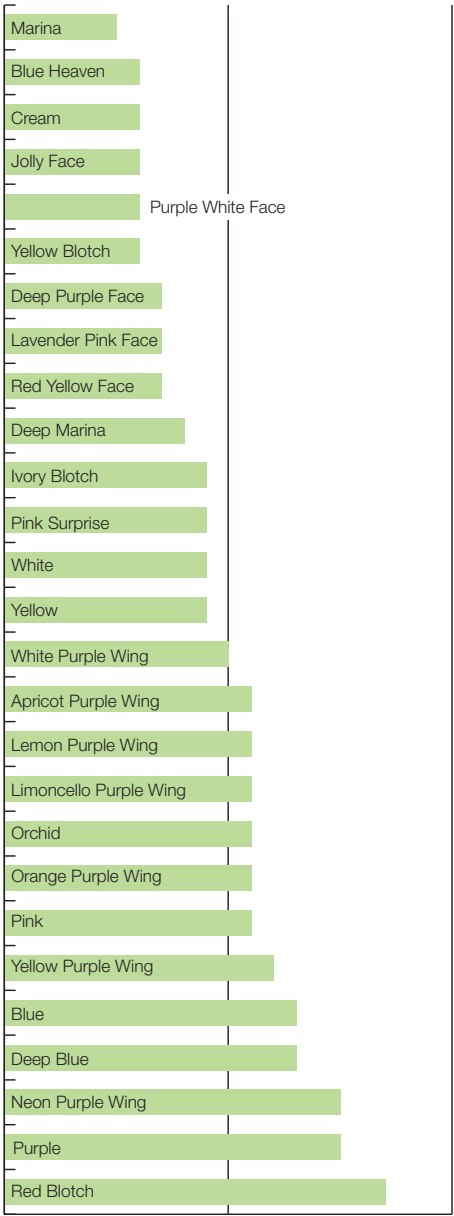 Marina
Blue Heaven
Cream
Jolly Face
Purple White Face
Yellow Blotch
Deep Purple Face
Lavender Pink Face
Red Yellow Face
Deep Marina
Ivory Blotch
Pink Surprise
White
Yellow
White Purple Wing
Apricot Purple Wing
Lemon Purple Wing
Limoncello Purple Wing
Orchid
Orange Purple Wing
Pink
Yellow Purple Wing
Blue
Deep Blue
Neon Purple Wing
Purple
Red Blotch